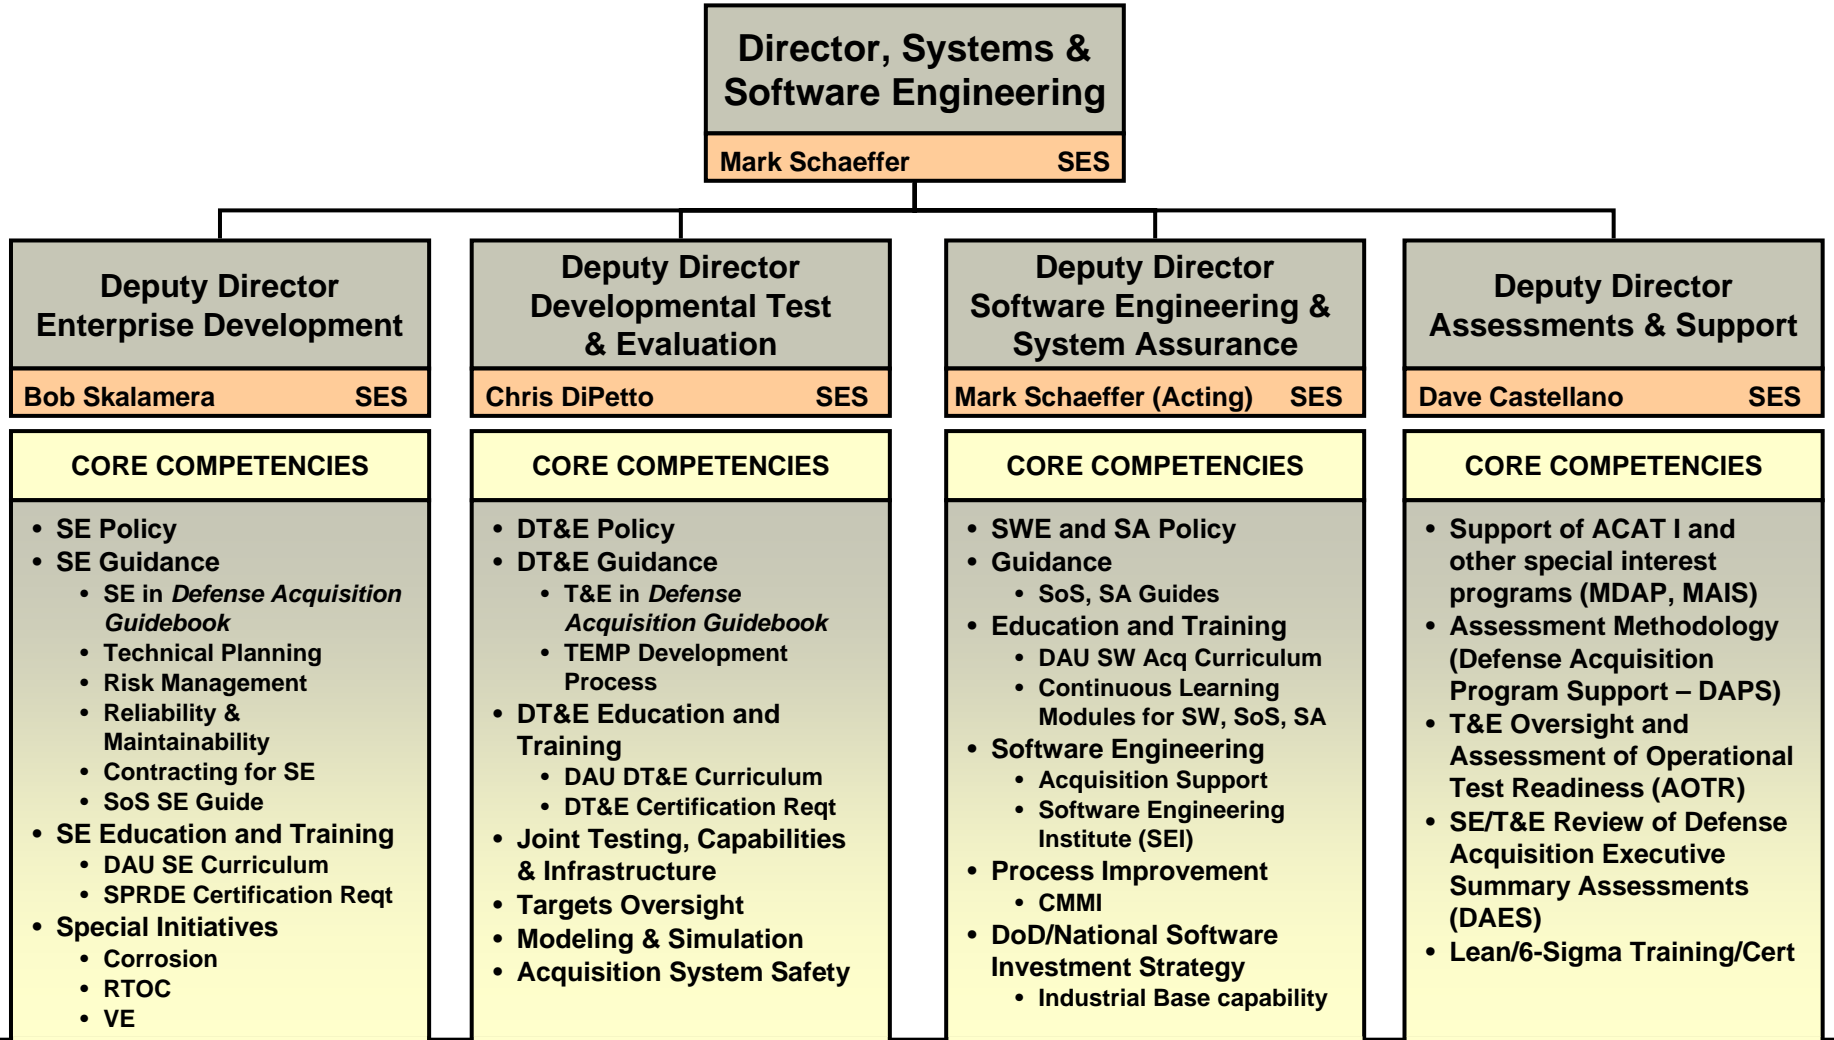 Director, Systems &
Software Engineering
Mark Schaeffer SES
Deputy Director
Enterprise Development
Bob Skalamera SES
CORE COMPETENCIES
• SE Policy
• SE Guidance
• SE in Defense Acquisition
Guidebook
• Technical Planning
• Risk Management
• Reliability &
Maintainability
• Contracting for SE
• SoS SE Guide
• SE Education and Training
• DAU SE Curriculum
• SPRDE Certification Reqt
• Special Initiatives
• Corrosion
• RTOC
• VE
Deputy Director
Developmental Test
& Evaluation
Chris DiPetto SES
CORE COMPETENCIES
• DT&E Policy
• DT&E Guidance
• T&E in Defense
Acquisition Guidebook
• TEMP Development
Process
• DT&E Education and
Training
• DAU DT&E Curriculum
• DT&E Certification Reqt
• Joint Testing, Capabilities
& Infrastructure
• Targets Oversight
• Modeling & Simulation
• Acquisition System Safety
Deputy Director
Software Engineering &
System Assurance
Mark Schaeffer (Acting) SES
CORE COMPETENCIES
• SWE and SA Policy
• Guidance
• SoS, SA Guides
• Education and Training
• DAU SW Acq Curriculum
• Continuous Learning
Modules for SW, SoS, SA
• Software Engineering
• Acquisition Support
• Software Engineering
Institute (SEI)
• Process Improvement
• CMMI
• DoD/National Software
Investment Strategy
• Industrial Base capability
Deputy Director
Assessments & Support
Dave Castellano SES
CORE COMPETENCIES
• Support of ACAT I and
other special interest
programs (MDAP, MAIS)
• Assessment Methodology
(Defense Acquisition
Program Support – DAPS)
• T&E Oversight and
Assessment of Operational
Test Readiness (AOTR)
• SE/T&E Review of Defense
Acquisition Executive
Summary Assessments
(DAES)
• Lean/6-Sigma Training/Cert